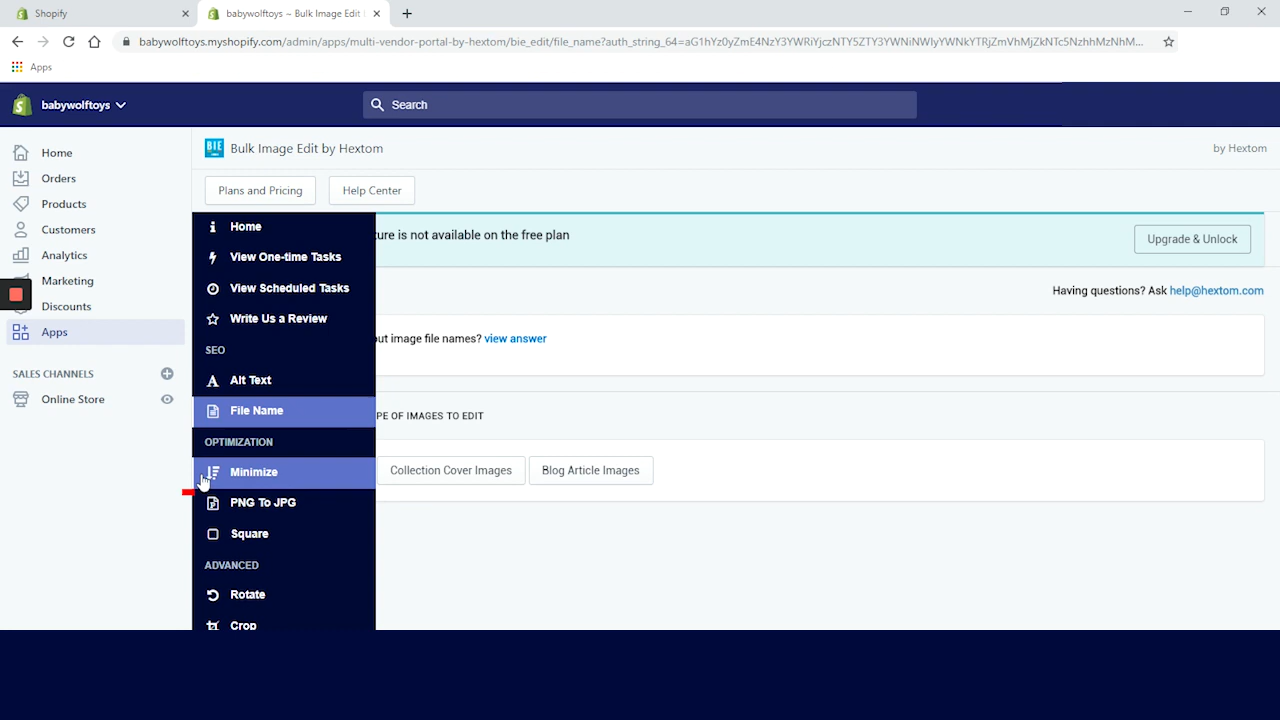 Shopify
babywolftoys ~ Bulk Image Edit
babywolftoys.myshopify.com/admin/apps/multi-vendor-portal-by-hextom/bie_edit/file_name?auth_string_64=
Apps
babywolftoys
Search
Home
Orders
Products
Customers
Analytics
Marketing
Discounts
Apps
SALES CHANNELS
Online Store
BIE Bulk Image Edit by Hextom
by Hextom
Plans and Pricing
Help Center
Home
View One-time Tasks
View Scheduled Tasks
Write Us a Review
SEO
Alt Text
File Name
OPTIMIZATION
Minimize
PNG To JPG
Square
ADVANCED
Rotate
Crop
ture is not available on the free plan
Upgrade & Unlock
Having questions? Ask help@hextom.com
ut image file names? view answer
PE OF IMAGES TO EDIT
Collection Cover Images
Blog Article Images